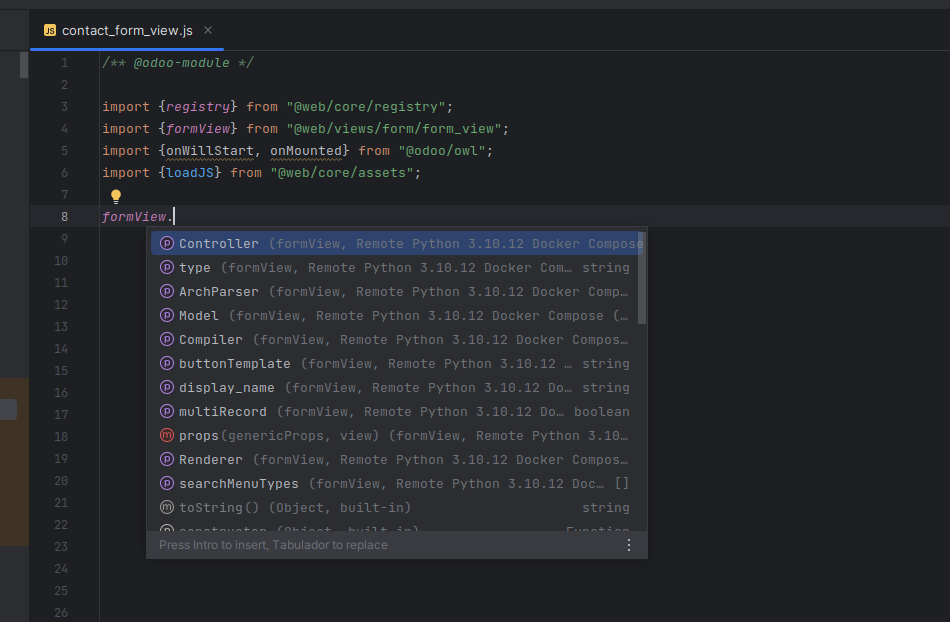 JS contact_form_view.js ×
1 /** @odoo-module */
2
3 import {registry} from "@web/core/registry";
4 import {formView} from "@web/views/form/form_view";
5 import {onWillStart, onMounted} from "@odoo/owl";
6 import {loadJS} from "@web/core/assets";
7
8 formView.
9
p Controller (formView, Remote Python 3.10.12 Docker Compose
10
p type (formView, Remote Python 3.10.12 Docker Com… string
11
p ArchParser (formView, Remote Python 3.10.12 Docker Comp…
12
13
p Model (formView, Remote Python 3.10.12 Docker Compose (…
14
p Compiler (formView, Remote Python 3.10.12 Docker Compos…
15
p buttonTemplate (formView, Remote Python 3.10.12 … string
16
p display_name (formView, Remote Python 3.10.12 Do… string
17
p multiRecord (formView, Remote Python 3.10.12 Do… boolean
18
m props(genericProps, view) (formView, Remote Python 3.10…
19
p Renderer (formView, Remote Python 3.10.12 Docker Compos…
20
p searchMenuTypes (formView, Remote Python 3.10.12 Doc… []
21
m toString() (Object, built-in) string
22
p constructor (Object, built-in) Function
23
Press Intro to insert, Tabulador to replace
24
25
26